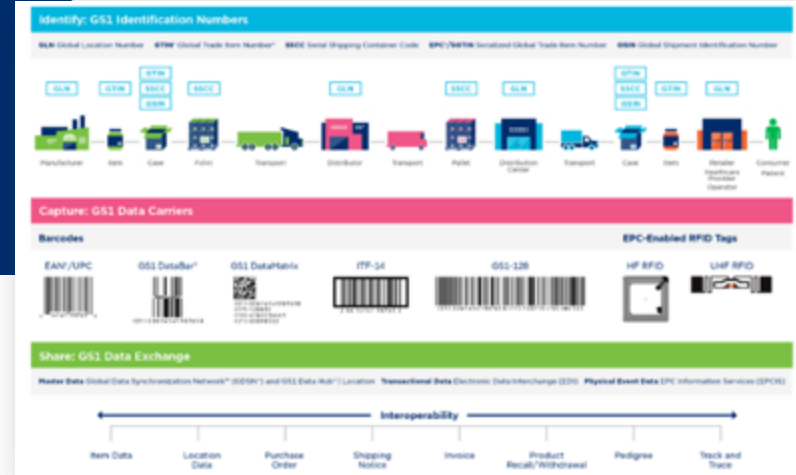 Identify: GS1 Identification Numbers
GLN Global Location Number GTIN® Global Trade Item Number® SSCC Serial Shipping Container Code EPC®/SGTIN Serialized Global Trade Item Number GSIN Global Shipment Identification Number
GTIN GTIN
GLN GTIN SSCC SSCC GLN SSCC GLN SSCC GTIN GLN
GSIN GSIN
Manufacturer Item Case Pallet Transport Distributor Transport Pallet Distribution Center Transport Case Item Retailer Consumer
Healthcare Provider Patient
Operator
Capture: GS1 Data Carriers
Barcodes EPC-Enabled RFID Tags
EAN®/UPC GS1 DataBar® GS1 DataMatrix ITF-14 GS1-128 HF RFID UHF RFID
Share: GS1 Data Exchange
Master Data Global Data Synchronization Network™ (GDSN®) and GS1 Data Hub® | Location Transactional Data Electronic Data Interchange (EDI) Physical Event Data EPC Information Services (EPCIS)
Interoperability
Item Data Location Purchase Shipping Invoice Product Pedigree Track and
Data Order Notice Recall/Withdrawal Trace